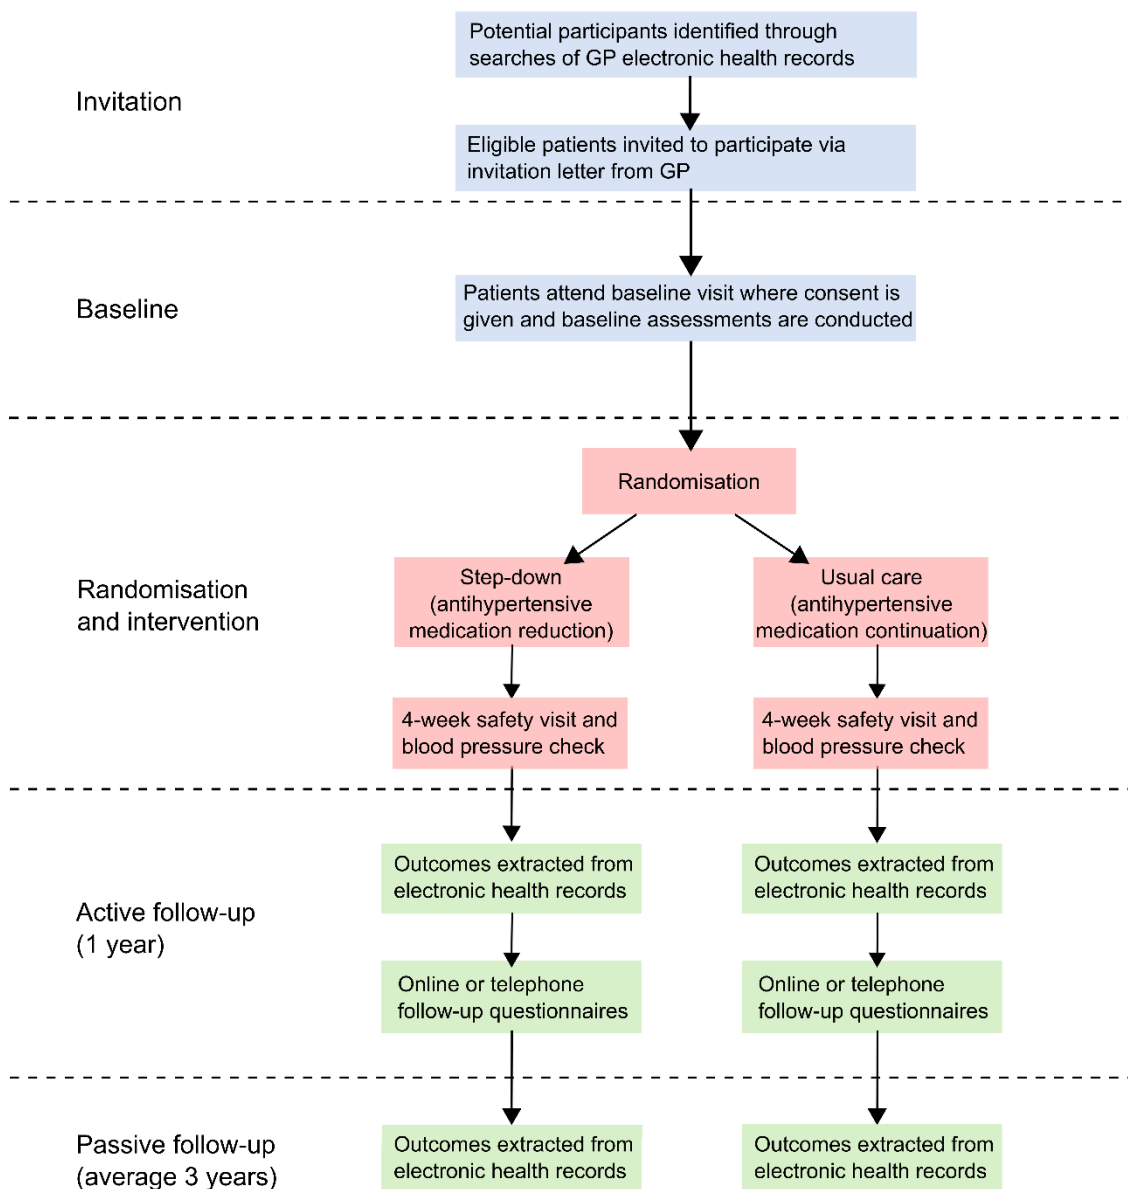 Potential participants identified through
searches of GP electronic health records
Invitation
Eligible patients invited to participate via
invitation letter from GP
Patients attend baseline visit where consent is
given and baseline assessments are conducted
Baseline
Randomisation
Randomisation
and intervention
Step-down
(antihypertensive
medication reduction)
Usual care
(antihypertensive
medication continuation)
4-week safety visit and
blood pressure check
4-week safety visit and
blood pressure check
Active follow-up
(1 year)
Outcomes extracted from
electronic health records
Outcomes extracted from
electronic health records
Online or telephone
follow-up questionnaires
Online or telephone
follow-up questionnaires
Passive follow-up
(average 3 years)
Outcomes extracted from
electronic health records
Outcomes extracted from
electronic health records